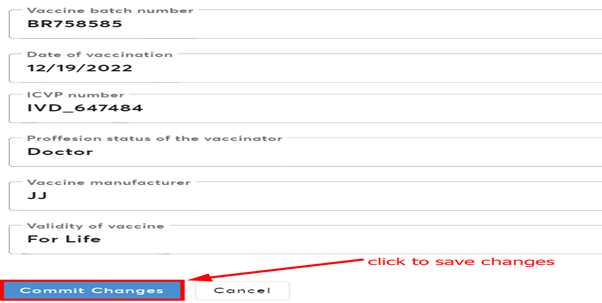 Vaccine batch number
BR758585
Date of vaccination
12/19/2022
ICVP number
IVD_647484
Proffesion status of the vaccinator
Doctor
Vaccine manufacturer
JJ
Validity of vaccine
For Life
click to save changes
Commit Changes
Cancel